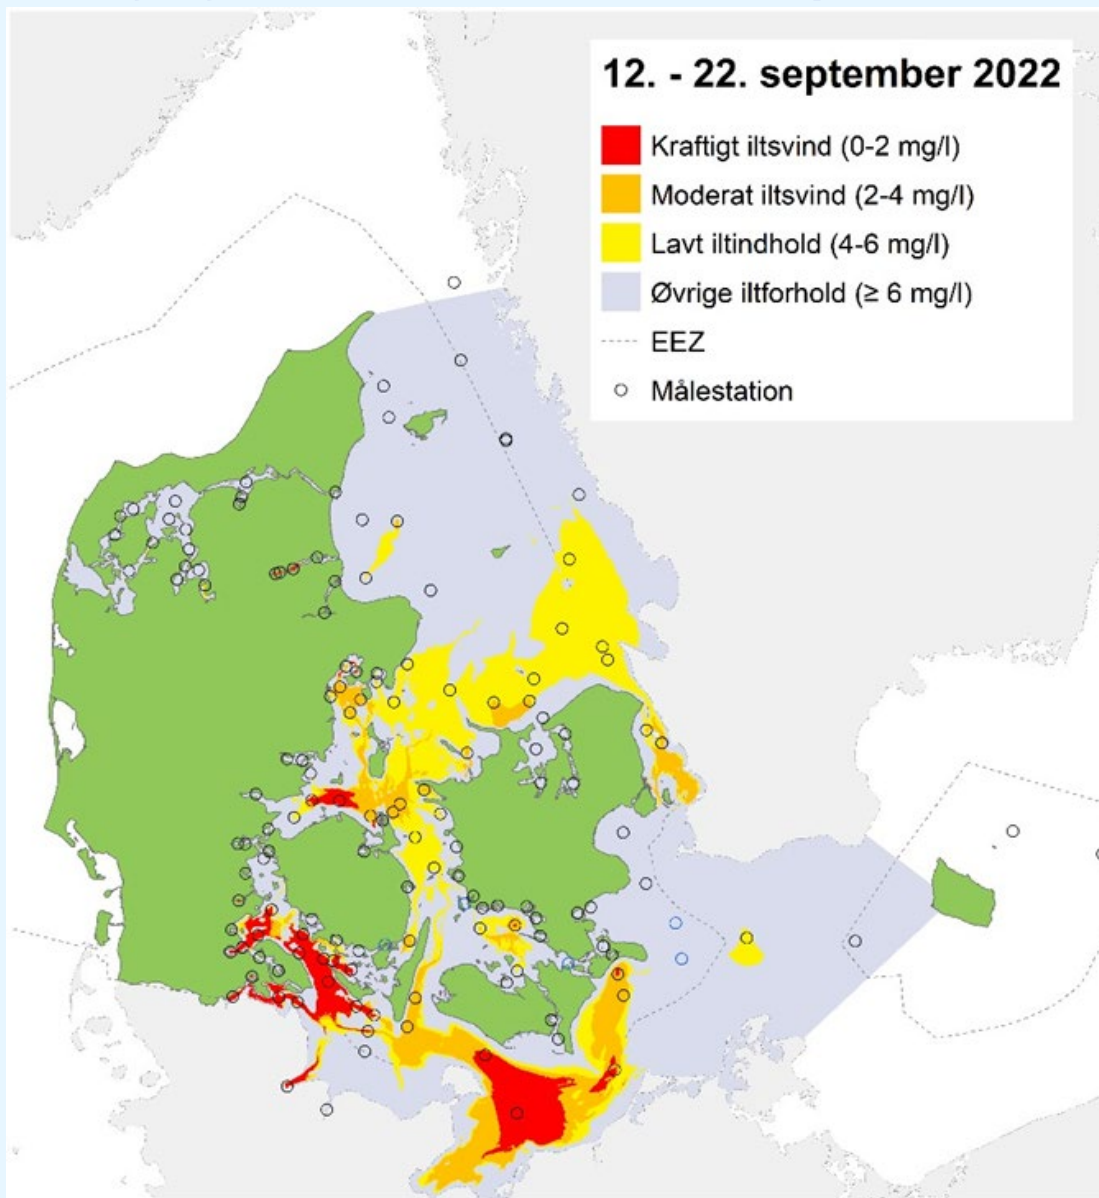 12. - 22. september 2022
Kraftigt iltsvind (0-2 mg/l)
Moderat iltsvind (2-4 mg/l)
Lavt iltindhold (4-6 mg/l)
Øvrige iltforhold (≥ 6 mg/l)
EEZ
Målestation